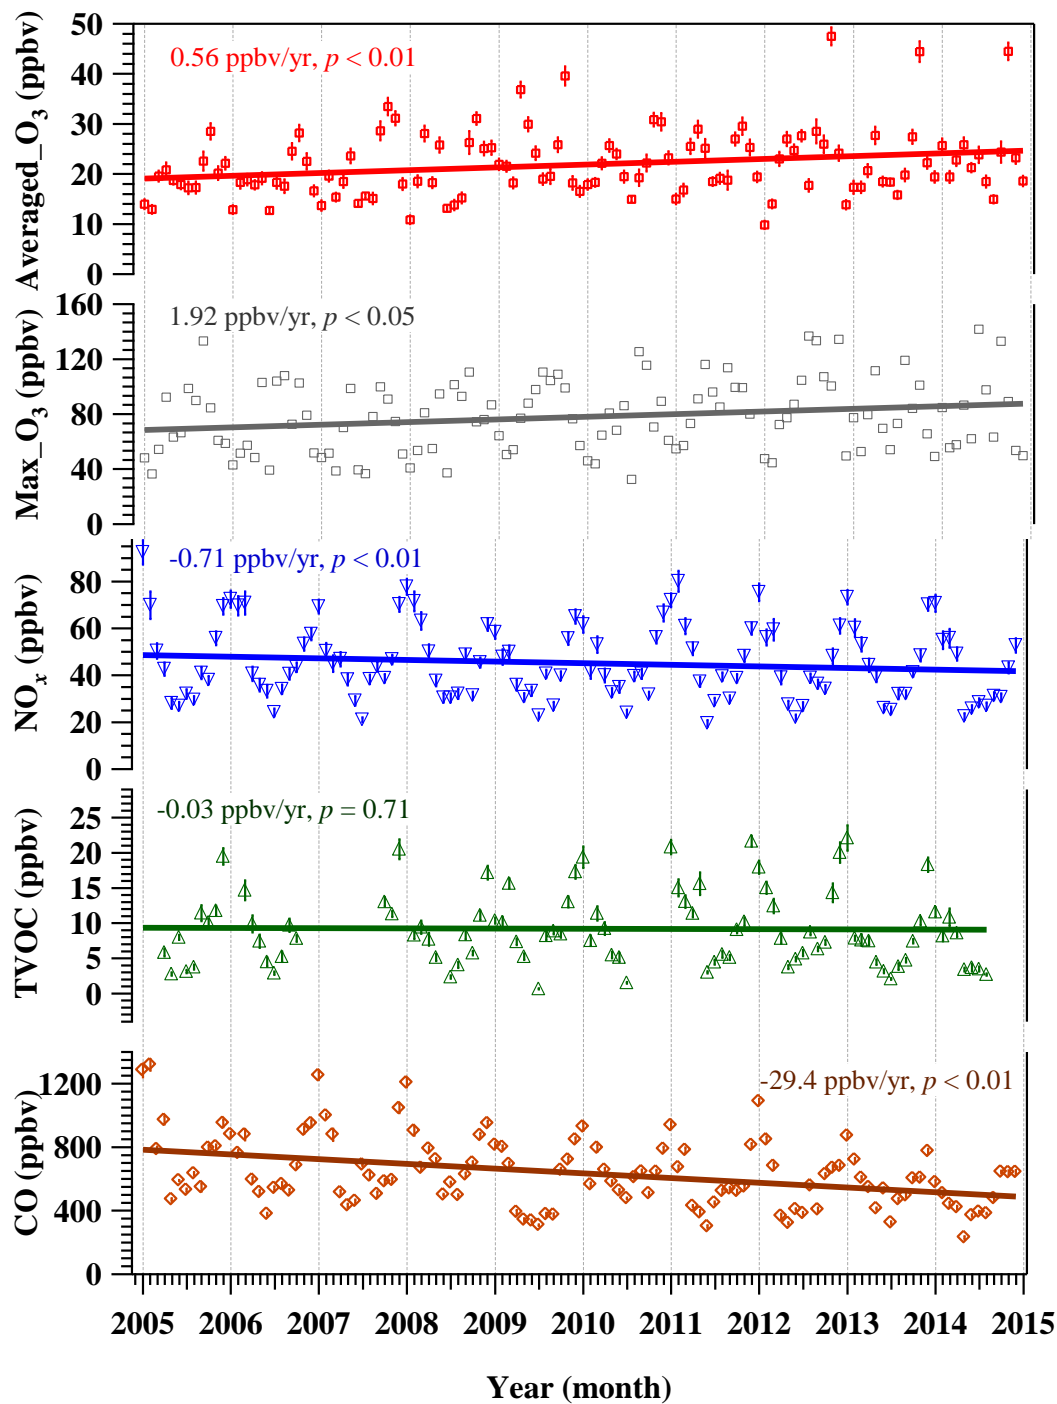 Averaged_O3 (ppbv)
50
40
30
20
10
0
0.56 ppbv/yr, p < 0.01
Max_O3 (ppbv)
160
120
80
40
0
1.92 ppbv/yr, p < 0.05
NOx (ppbv)
80
60
40
20
0
-0.71 ppbv/yr, p < 0.01
TVOC (ppbv)
25
20
15
10
5
0
-0.03 ppbv/yr, p = 0.71
CO (ppbv)
1200
800
400
0
-29.4 ppbv/yr, p < 0.01
2005 2006 2007 2008 2009 2010 2011 2012 2013 2014 2015
Year (month)